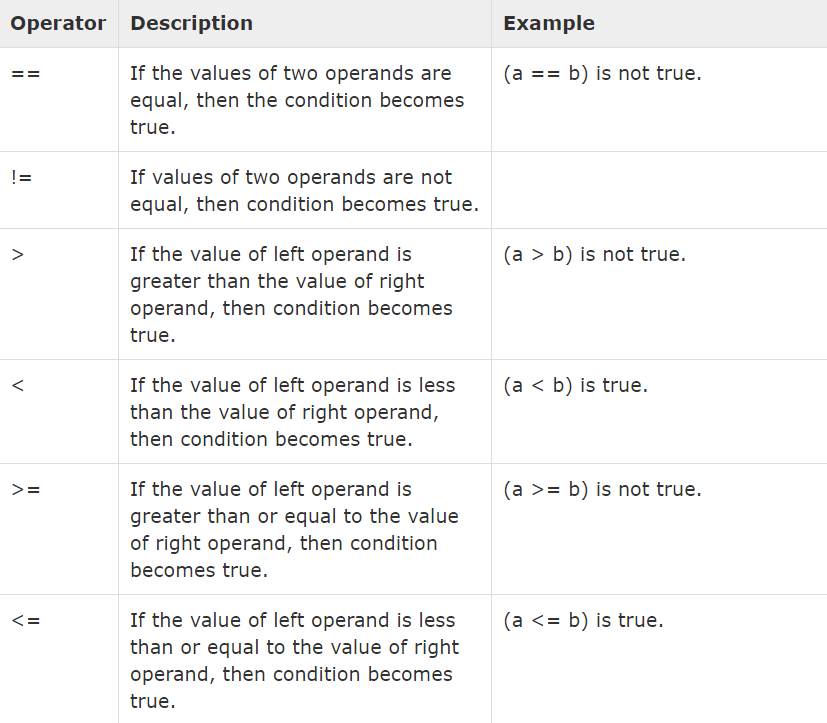 Operator Description Example
== If the values of two operands are (a == b) is not true.
equal, then the condition becomes
true.
!= If values of two operands are not
equal, then condition becomes true.
> If the value of left operand is (a > b) is not true.
greater than the value of right
operand, then condition becomes
true.
< If the value of left operand is less (a < b) is true.
than the value of right operand,
then condition becomes true.
>= If the value of left operand is (a >= b) is not true.
greater than or equal to the value
of right operand, then condition
becomes true.
<= If the value of left operand is less (a <= b) is true.
than or equal to the value of right
operand, then condition becomes
true.